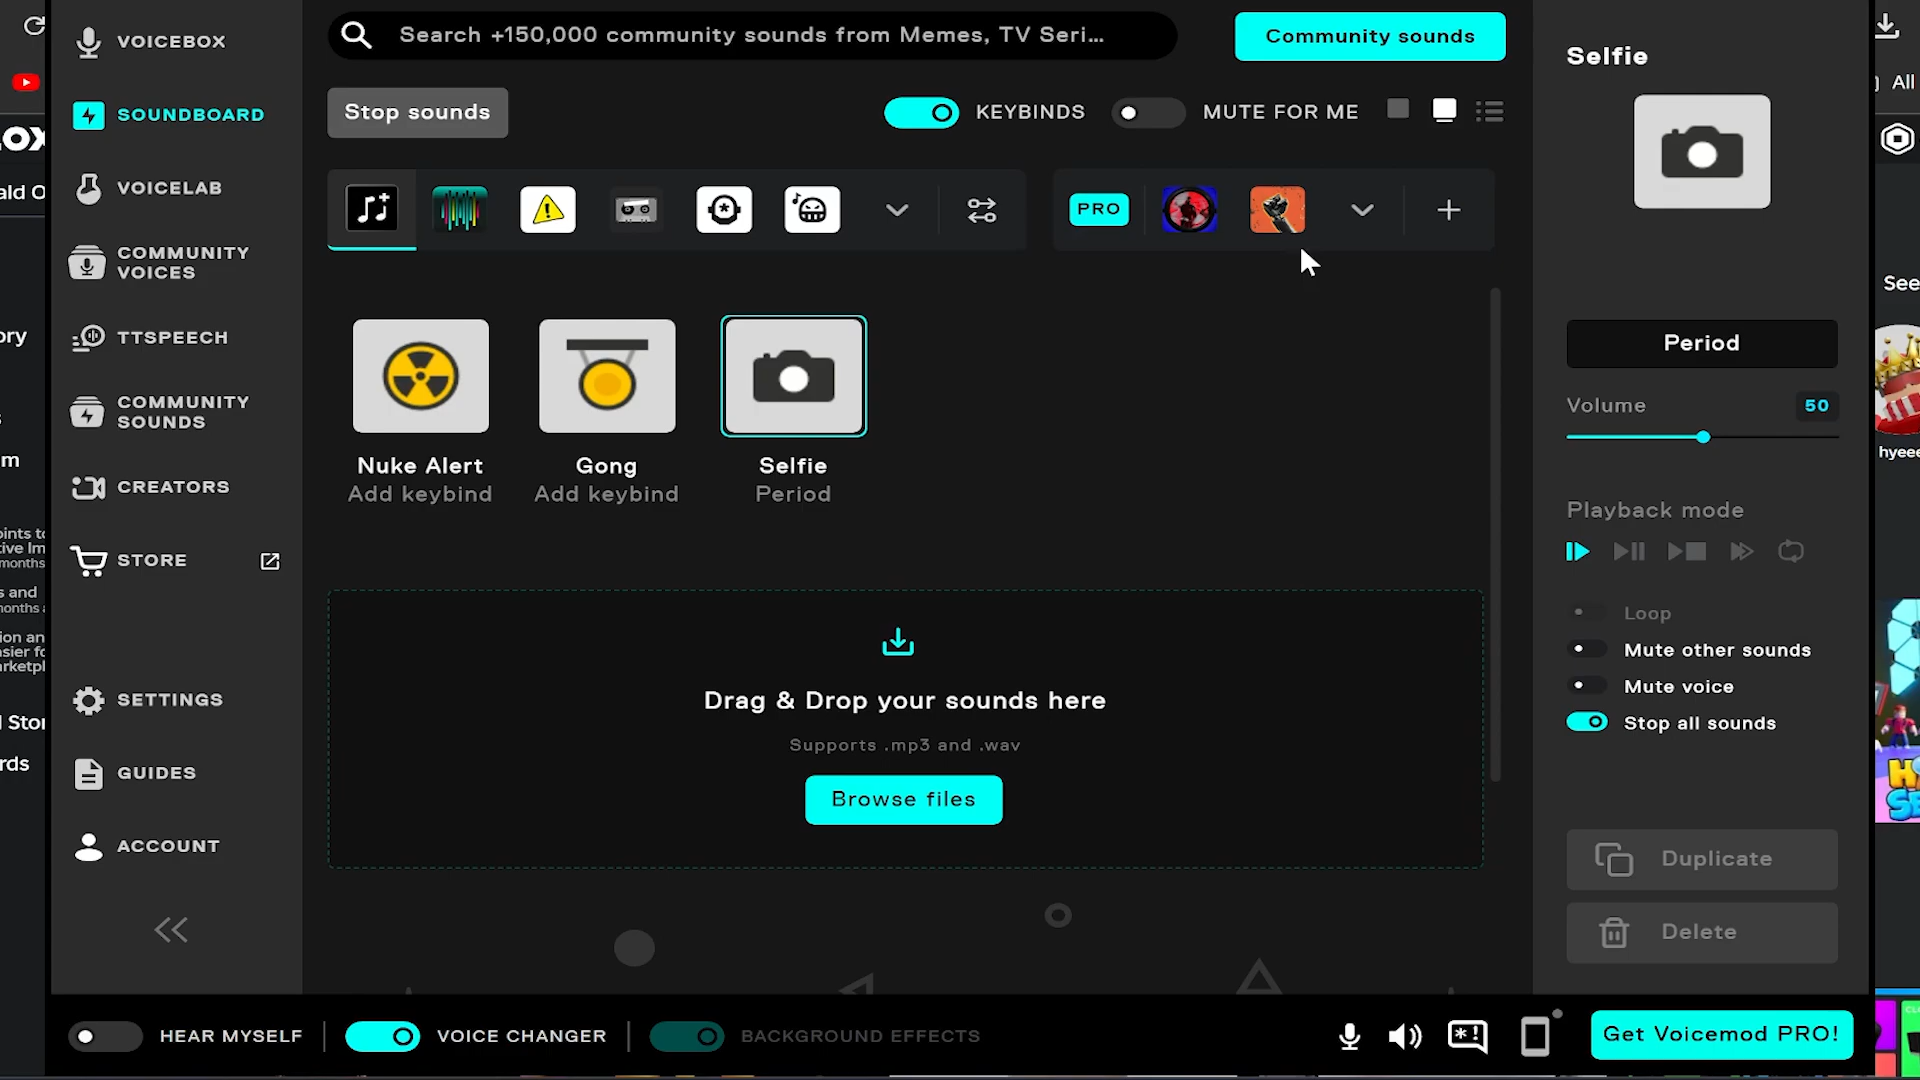 VOICEBOX
SOUNDBOARD
VOICELAB
COMMUNITY
VOICES
TTSPEECH
COMMUNITY
SOUNDS
CREATORS
STORE
SETTINGS
GUIDES
ACCOUNT
Search +150,000 community sounds from Memes, TV Seri...
Community sounds
Stop sounds
KEYBINDS
MUTE FOR ME
PRO
Nuke Alert
Add keybind
Gong
Add keybind
Selfie
Period
Drag & Drop your sounds here
Supports .mp3 and .wav
Browse files
Selfie
Period
Volume
50
Playback mode
Loop
Mute other sounds
Mute voice
Stop all sounds
Duplicate
Delete
HEAR MYSELF
VOICE CHANGER
BACKGROUND EFFECTS
Get Voicemod PRO!
All
See